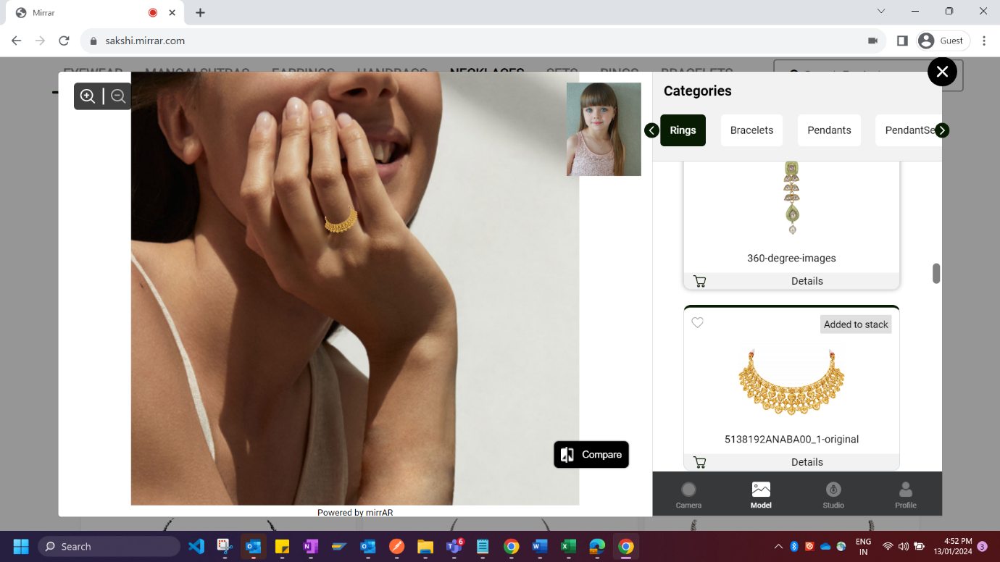 Mirrar
sakshi.mirrar.com
Guest
EYEWEAR MANGALSUTRAS EARRINGS HANDBAGS NECKLACES SETS RINGS BRACELETS
Categories
Rings Bracelets Pendants PendantSe
360-degree-images
Details
Added to stack
5138192ANABA00_1-original
Details
Compare
Camera Model Studio Profile
Powered by mirrAR
Search
6
ENG
IN
4:52 PM
13/01/2024
3